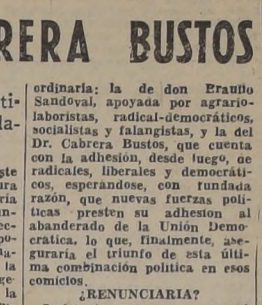 RERA BUSTOS
ordinaria: la de don Braulio
Sandoval, apoyada por agrario-
laboristas, radical-democráticos,
socialistas y falangistas, y la del
Dr. Cabrera Bustos, que cuenta
con la adhesión, desde luego, de
radicales, liberales y democráti-
cos, esperándose, con fundada
razón, que nuevas fuerzas polí-
ticas presten su adhesión al
abanderado de la Unión Demo-
crática, lo que, finalmente, ase-
guraría el triunfo de esta últi-
ma combinación política en esos
comicios.
¿RENUNCIARIA?